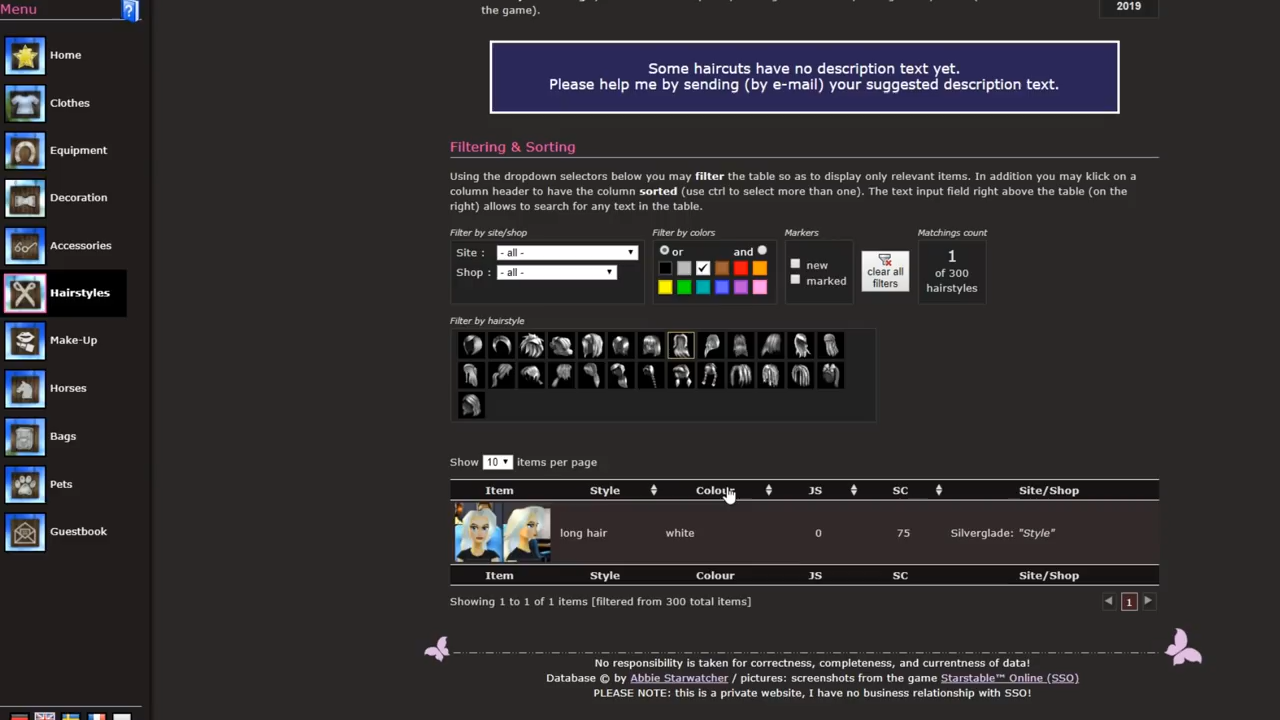 Menu
Home
Clothes
Equipment
Decoration
Accessories
Hairstyles
Make-Up
Horses
Bags
Pets
Guestbook
the game).
2019
Some haircuts have no description text yet.
Please help me by sending (by e-mail) your suggested description text.
Filtering & Sorting
Using the dropdown selectors below you may filter the table so as to display only relevant items. In addition you may klick on a
column header to have the column sorted (use ctrl to select more than one). The text input field right above the table (on the
right) allows to search for any text in the table.
Filter by site/shop
Site : - all -
Shop : - all -
Filter by colors
or and
Markers
new
marked
clear all
filters
Matchings count
1
of 300
hairstyles
Filter by hairstyle
Show 10 items per page
Item Style Colour JS SC Site/Shop
long hair white 0 75 Silverglade: "Style"
Item Style Colour JS SC Site/Shop
Showing 1 to 1 of 1 items [filtered from 300 total items] 1
No responsibility is taken for correctness, completeness, and currentness of data!
Database © by Abbie Starwatcher / pictures: screenshots from the game Starstable™ Online (SSO)
PLEASE NOTE: this is a private website, I have no business relationship with SSO!